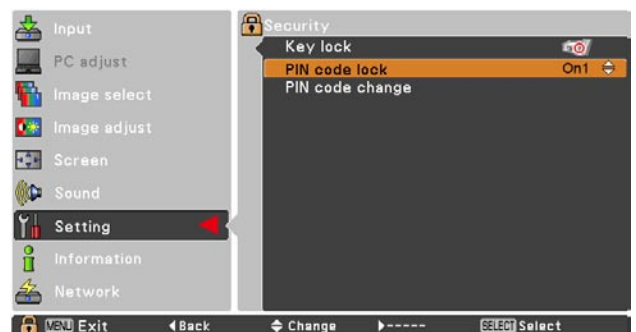 Input
PC adjust
Image select
Image adjust
Screen
Sound
Setting
Information
Network
Security
Key lock
PIN code lock On1
PIN code change
MENU Exit Back Change ----- SELECT Select